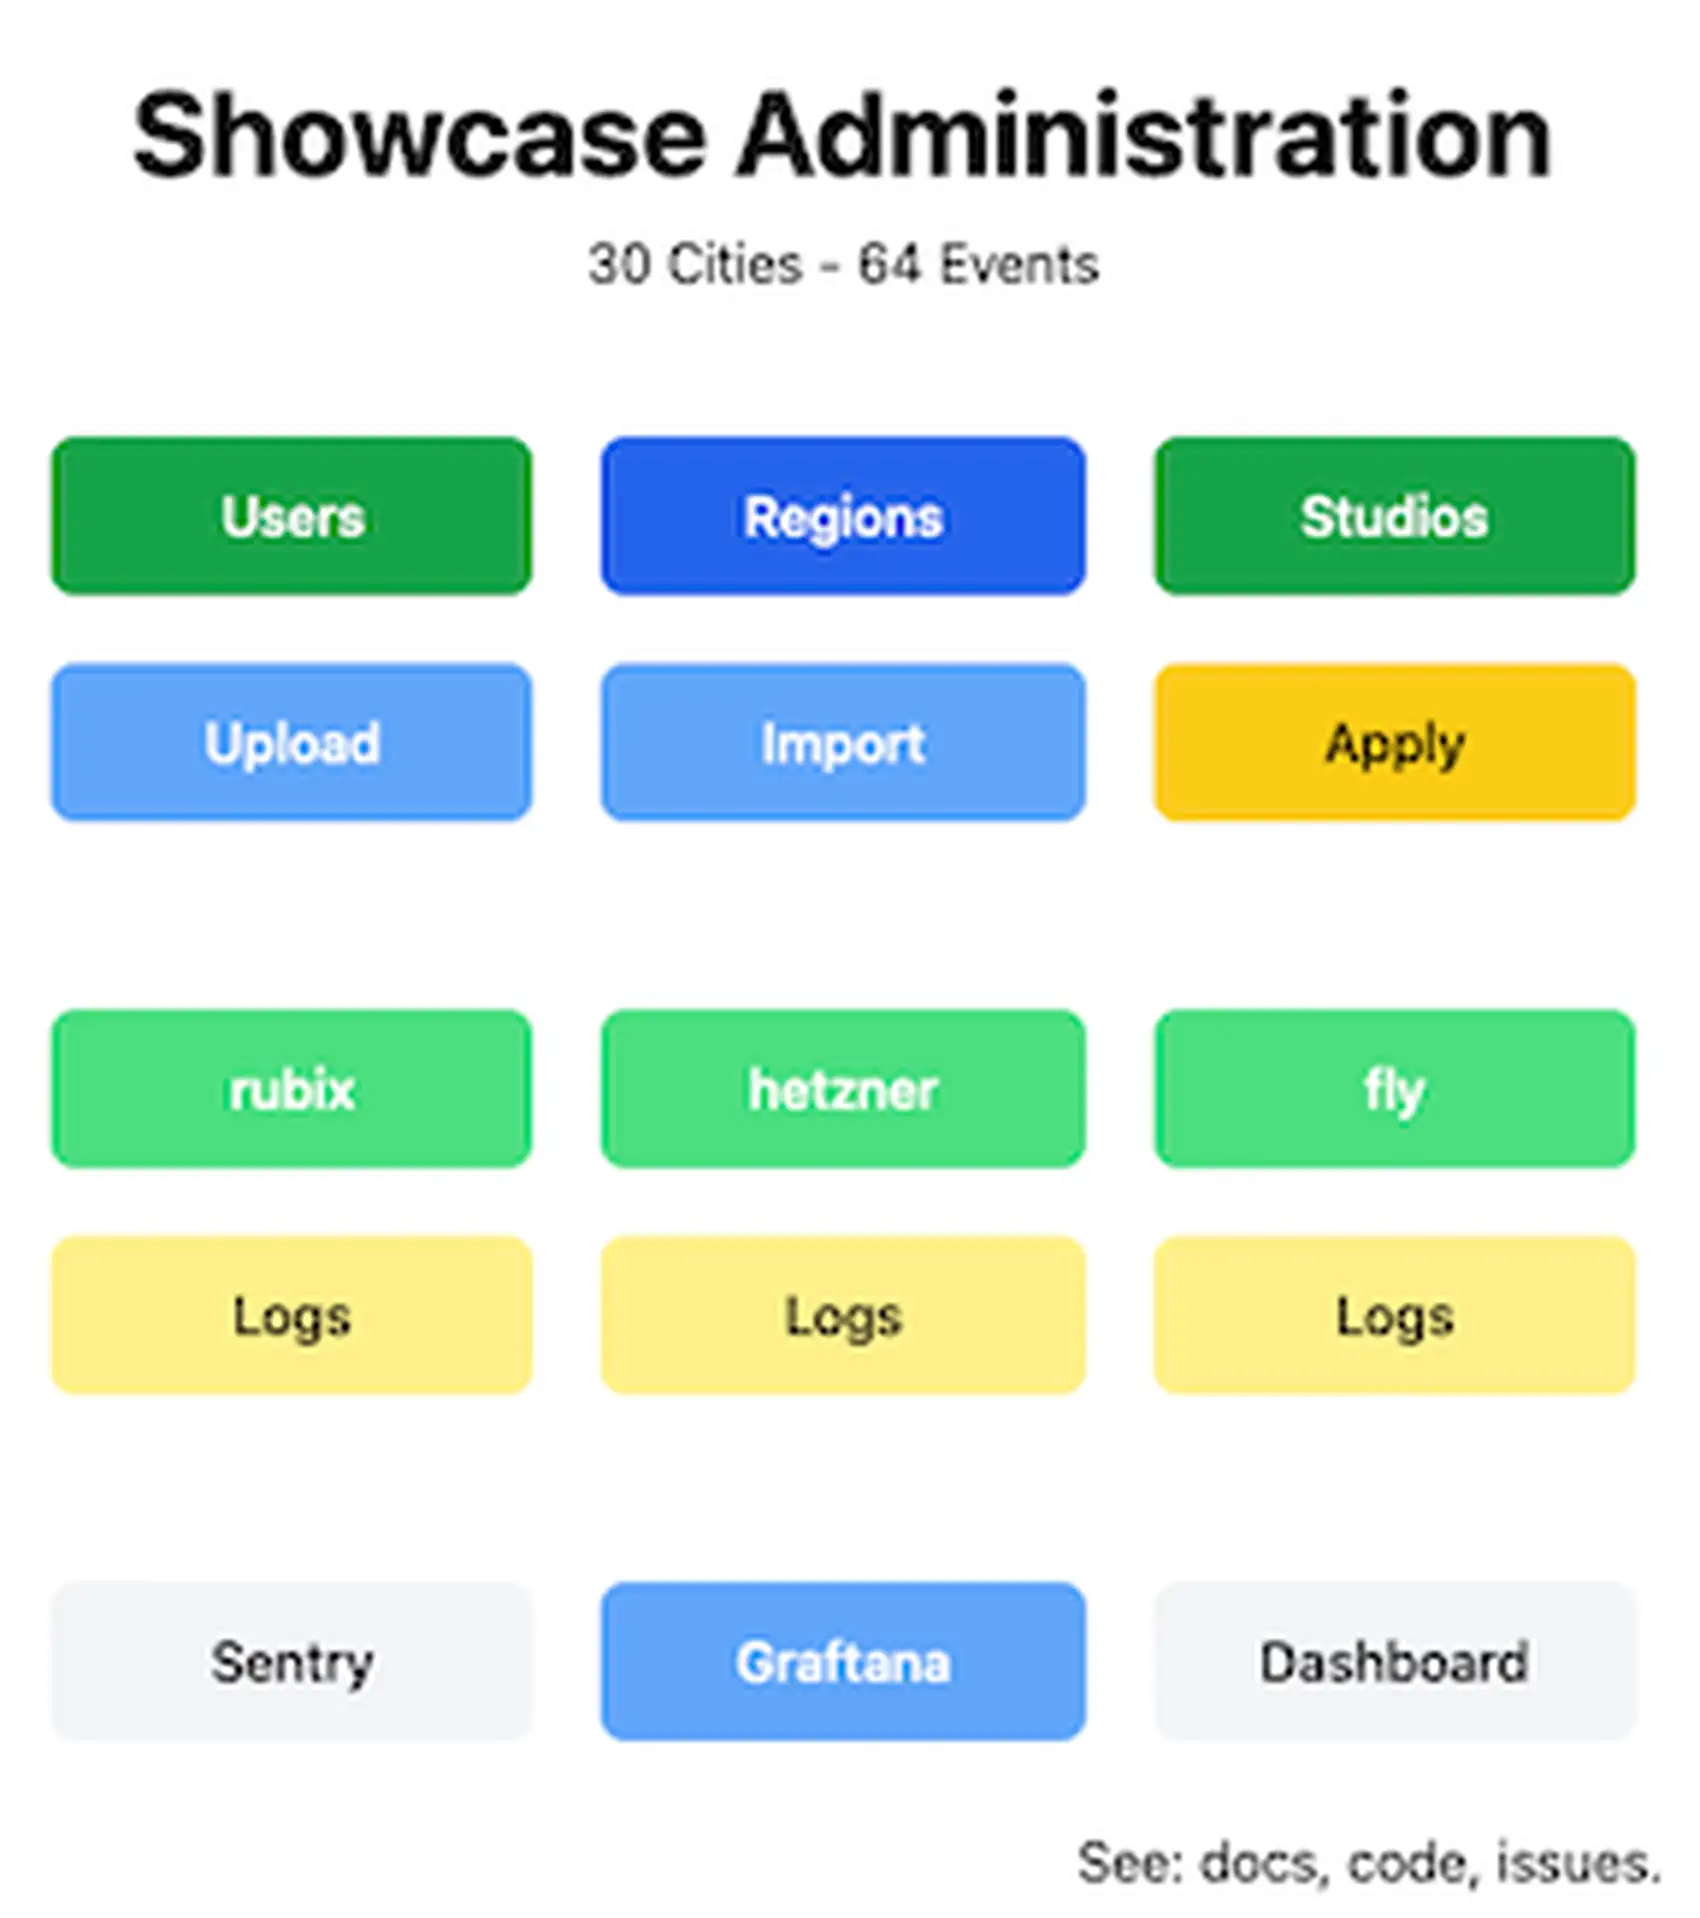 Showcase Administration
30 Cities - 64 Events
Users Regions Studios
Upload Import Apply
rubix hetzner fly
Logs Logs Logs
Sentry Graftana Dashboard
See: docs, code, issues.